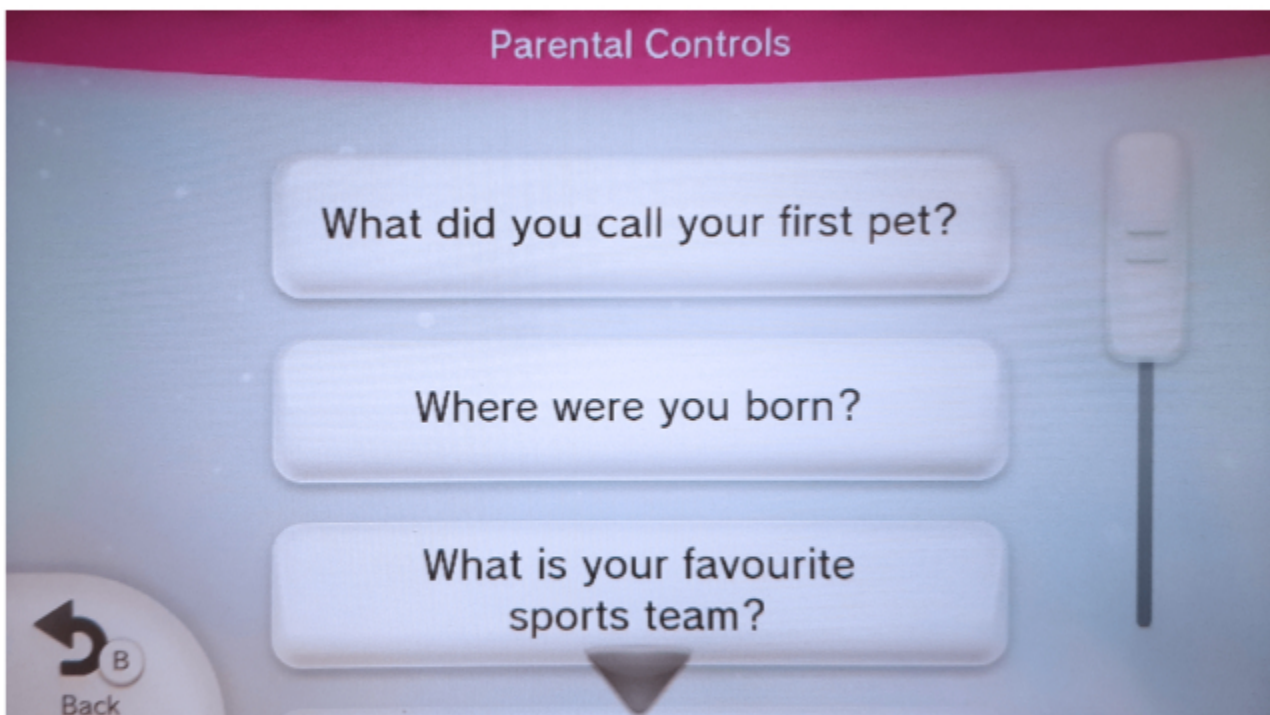 Parental Controls
What did you call your first pet?
Where were you born?
What is your favourite
sports team?
B
Back